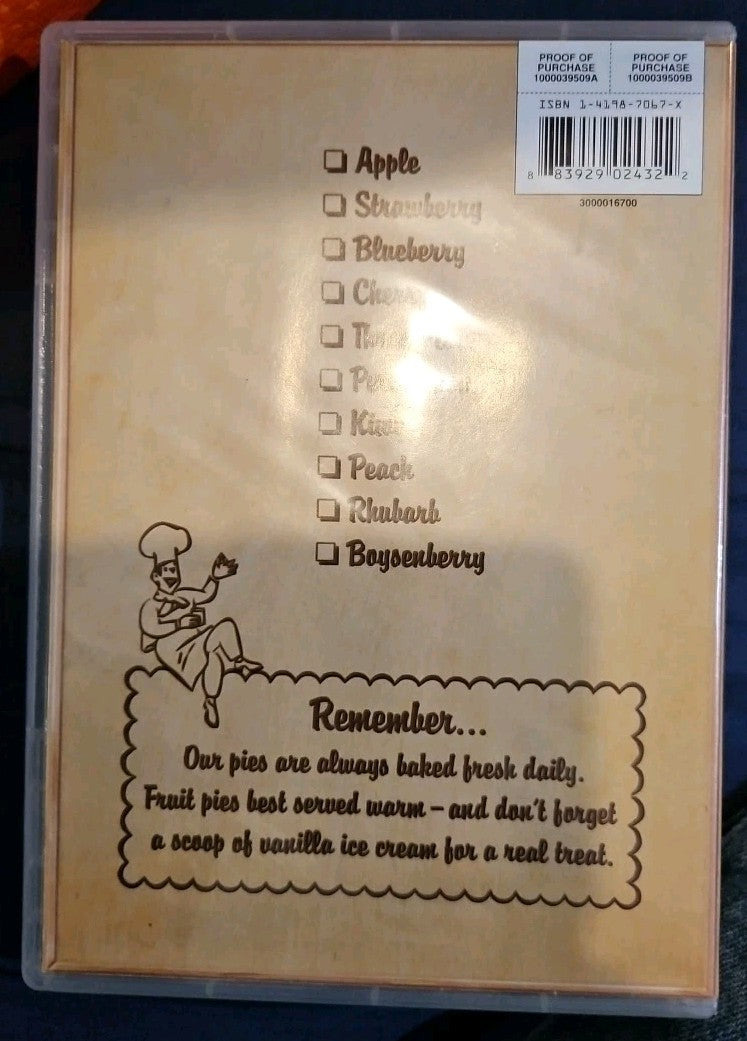 PROOF OF PURCHASE 1000039509A
PROOF OF PURCHASE 1000039509B
ISBN 1-4198-7067-X
8 83929 02432 2
3000016700
Apple
Strawberry
Blueberry
Cherry
Kiwi
Peach
Rhubarb
Boysenberry
Remember...
Our pies are always baked fresh daily.
Fruit pies best served warm – and don't forget
a scoop of vanilla ice cream for a real treat.